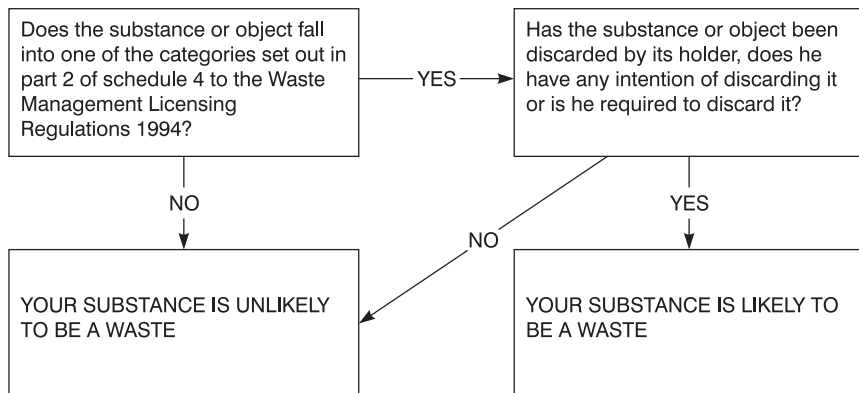 Does the substance or object fall
into one of the categories set out in
part 2 of schedule 4 to the Waste
Management Licensing
Regulations 1994?
YES
Has the substance or object been
discarded by its holder, does he
have any intention of discarding it
or is he required to discard it?
NO
NO
YES
YOUR SUBSTANCE IS UNLIKELY
TO BE A WASTE
YOUR SUBSTANCE IS LIKELY TO
BE A WASTE